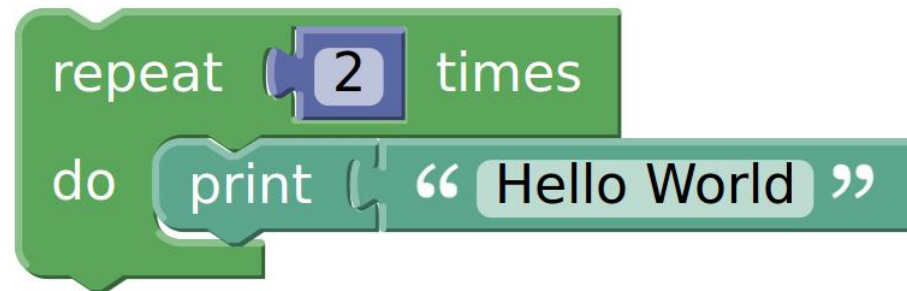 repeat 2 times
do print “ Hello World ”